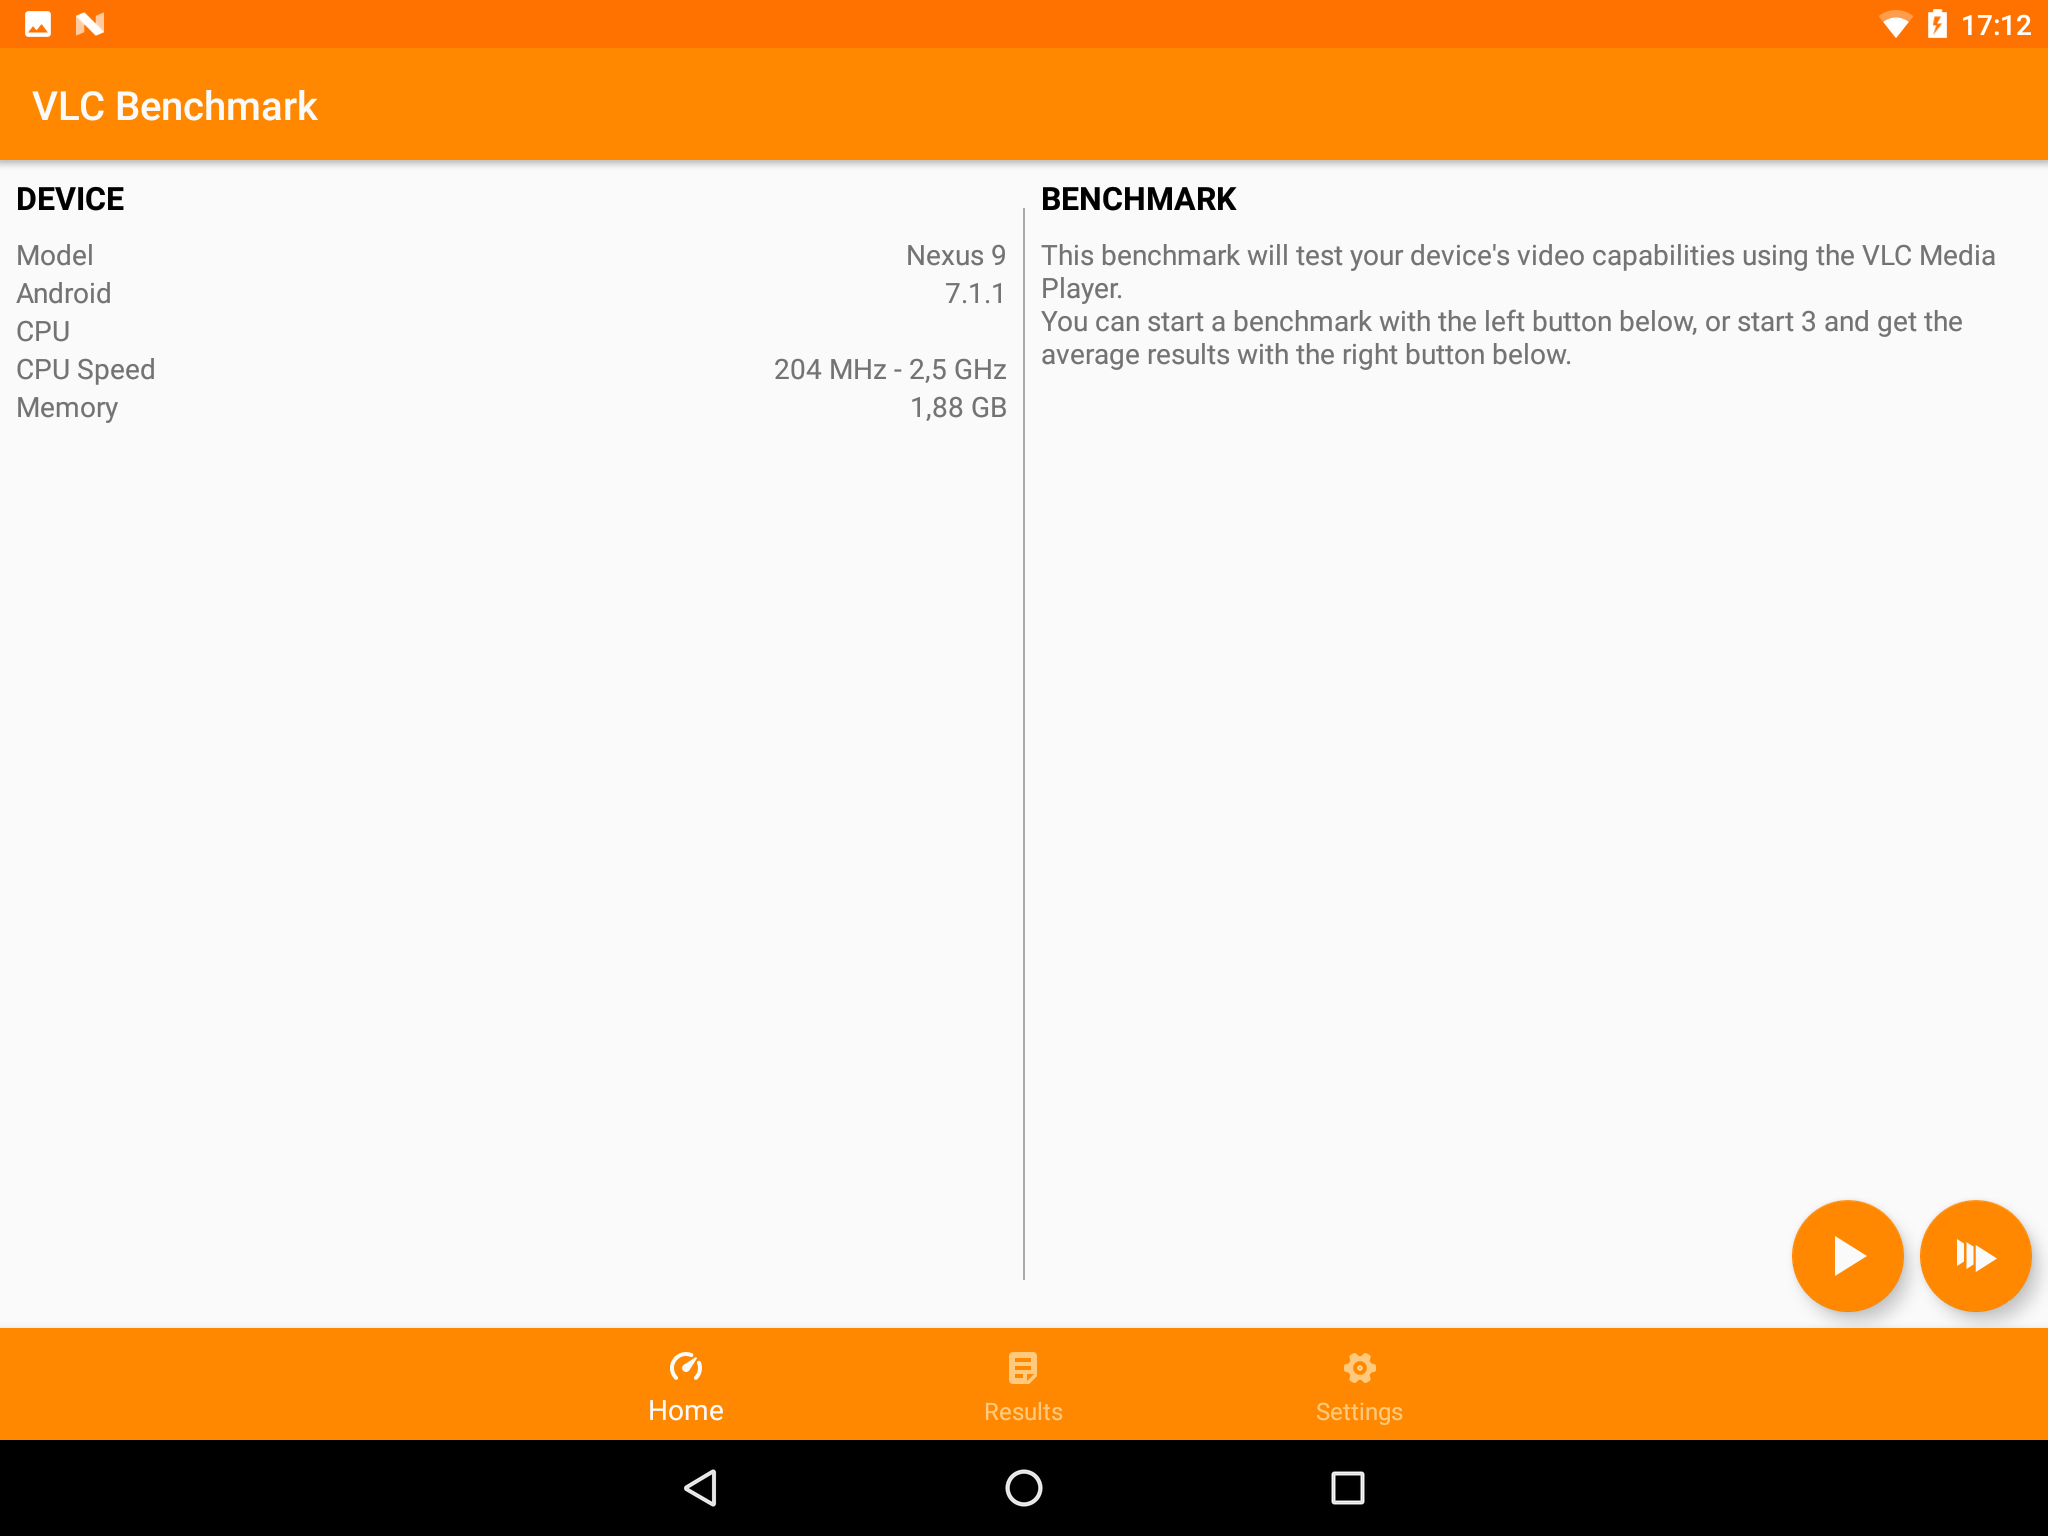 17:12
VLC Benchmark
DEVICE
Model Nexus 9
Android 7.1.1
CPU
CPU Speed 204 MHz - 2,5 GHz
Memory 1,88 GB
BENCHMARK
This benchmark will test your device's video capabilities using the VLC Media
Player.
You can start a benchmark with the left button below, or start 3 and get the
average results with the right button below.
Home
Results
Settings